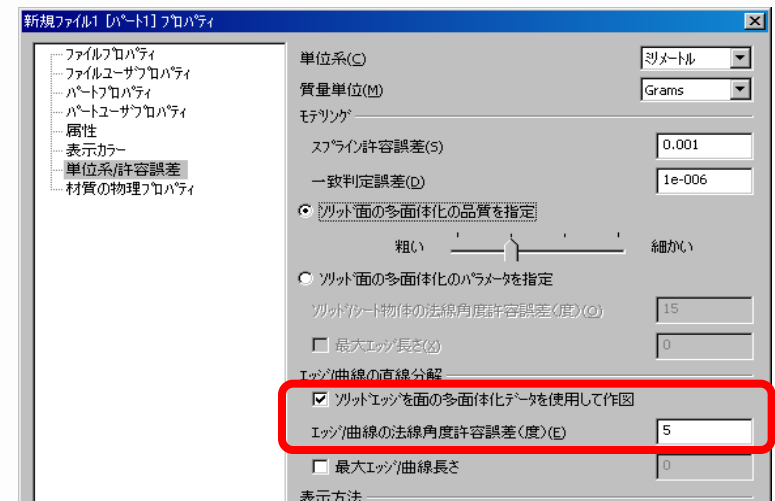 新規ファイル1 [パート1] プロパティ
ファイルプロパティ
ファイルユーザプロパティ
パートプロパティ
パートユーザプロパティ
属性
表示カラー
単位系/許容誤差
材質の物理プロパティ
単位系(C) ミリメートル
質量単位(M) Grams
モデリング
スプライン許容誤差(S) 0.001
一致判定誤差(D) 1e-006
ソリッド面の多面体化の品質を指定
粗い 細かい
ソリッド面の多面体化のパラメータを指定
ソリッド/シート物体の法線角度許容誤差(度)(O) 15
最大エッジ長さ(X) 0
エッジ/曲線の直線分解
ソリッドエッジを面の多面体化データを使用して作図
エッジ/曲線の法線角度許容誤差(度)(E) 5
最大エッジ/曲線長さ 0
表示方法